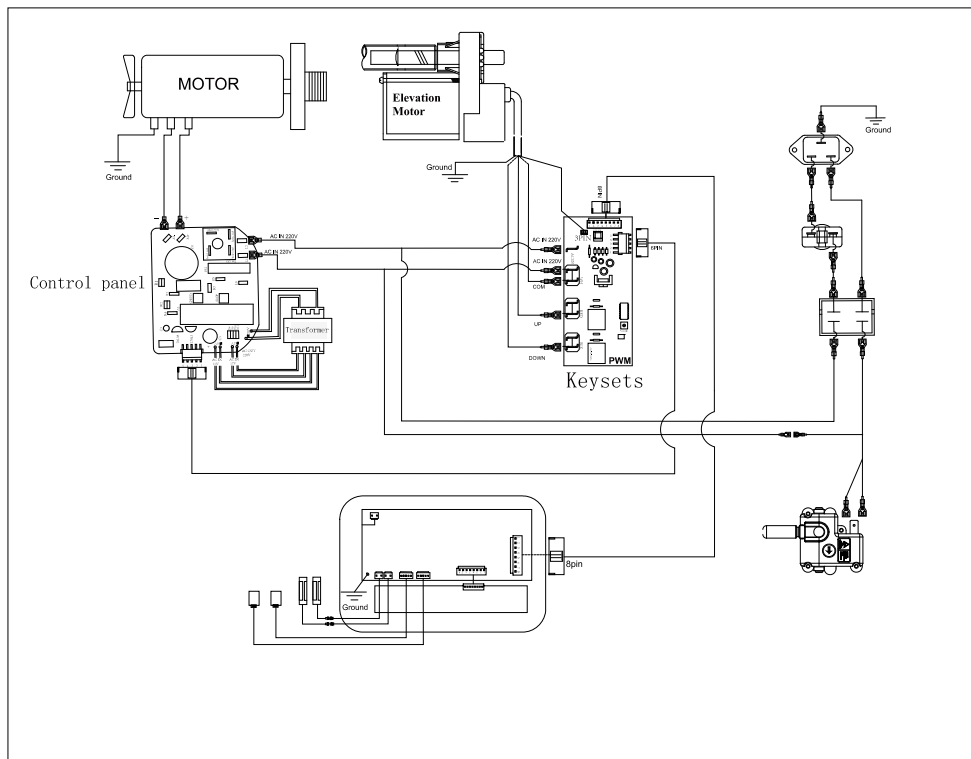 MOTOR
Elevation
Motor
Ground
Ground
Ground
8PIN
- +
3PIN
6PIN
AC IN 220V
AC IN 220V
AC IN 220V
AC IN 220V
COM
Control panel
Transformer
UP
DOWN
PWM
Keysets
8pin
Ground